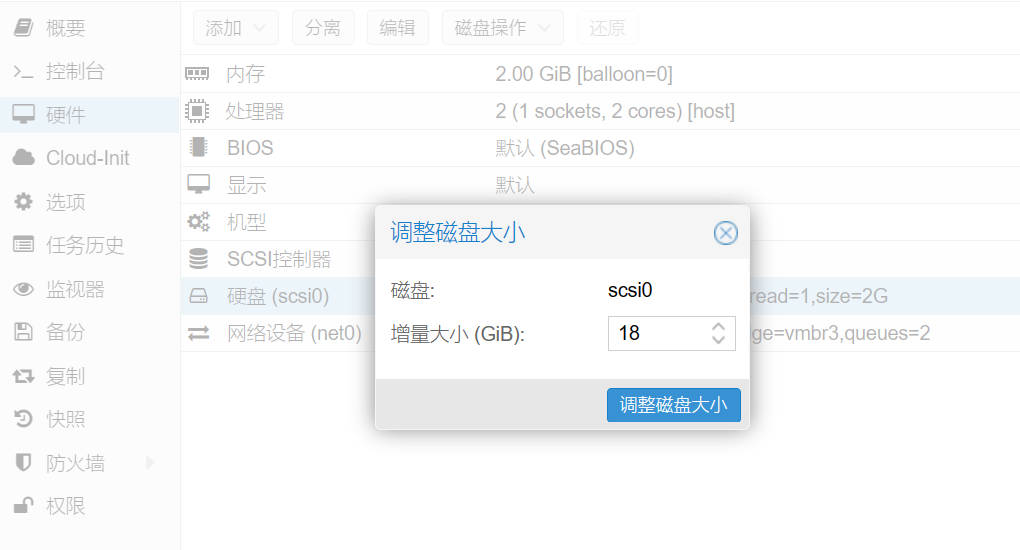 概要
控制台
硬件
Cloud-Init
选项
任务历史
监视器
备份
复制
快照
防火墙
权限
添加 分离 编辑 磁盘操作 还原
内存 2.00 GiB [balloon=0]
处理器 2 (1 sockets, 2 cores) [host]
BIOS 默认 (SeaBIOS)
显示 默认
机型
SCSI控制器
硬盘 (scsi0) read=1,size=2G
网络设备 (net0) ge=vmbr3,queues=2
调整磁盘大小
磁盘: scsi0
增量大小 (GiB): 18
调整磁盘大小